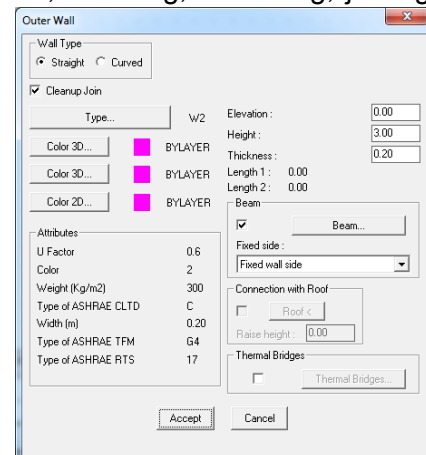 Outer Wall
Wall Type
Straight Curved
Cleanup Join
Type... W2
Color 3D... BYLAYER
Color 3D... BYLAYER
Color 2D... BYLAYER
Attributes
U Factor 0.6
Color 2
Weight (Kg/m2) 300
Type of ASHRAE CLTD C
Width (m) 0.20
Type of ASHRAE TFM G4
Type of ASHRAE RTS 17
Elevation : 0.00
Height : 3.00
Thickness : 0.20
Length 1 : 0.00
Length 2 : 0.00
Beam
Beam...
Fixed side :
Fixed wall side
Connection with Roof
Roof <
Raise height : 0.00
Thermal Bridges
Thermal Bridges...
Accept Cancel